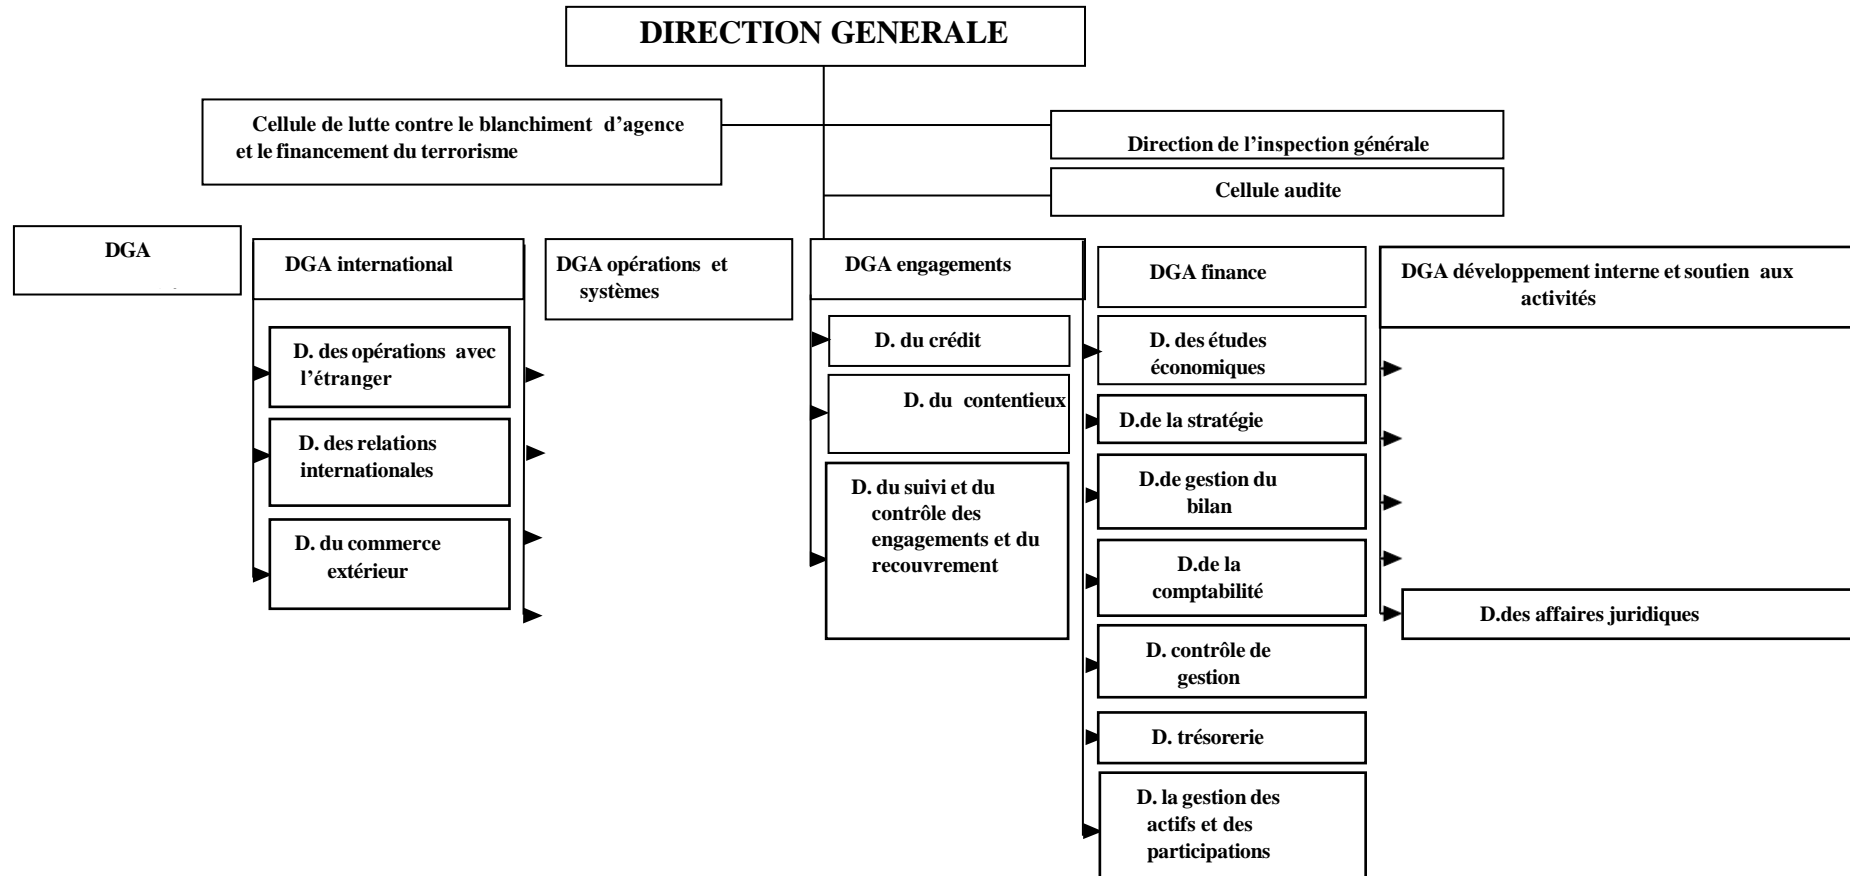 DIRECTION GENERALE
Cellule de lutte contre le blanchiment d’agence
et le financement du terrorisme
Direction de l’inspection générale
Cellule audite
DGA
DGA international
D. des opérations avec
l’étranger
D. des relations
internationales
D. du commerce
extérieur
DGA opérations et
systèmes
DGA engagements
D. du crédit
D. du contentieux
D. du suivi et du
contrôle des
engagements et du
recouvrement
DGA finance
D. des études
économiques
D.de la stratégie
D.de gestion du
bilan
D.de la
comptabilité
D. contrôle de
gestion
D. trésorerie
D. la gestion des
actifs et des
participations
DGA développement interne et soutien aux
activités
D.des affaires juridiques